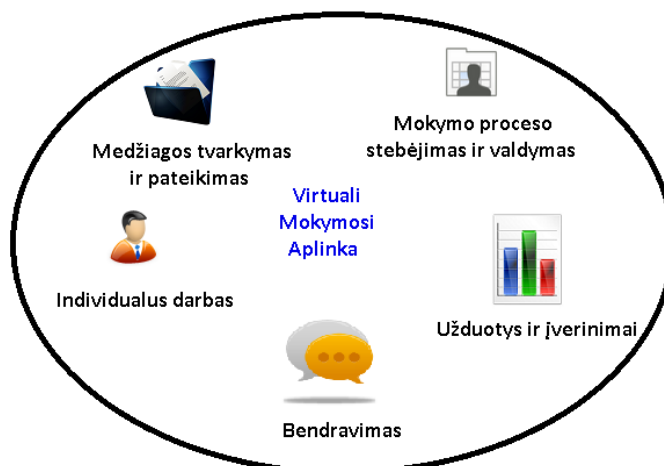 Medžiagos tvarkymas
ir pateikimas
Mokymo proceso
stebėjimas ir valdymas
Virtuali
Mokymosi
Aplinka
Individualus darbas
Užduotys ir įverinimai
Bendravimas